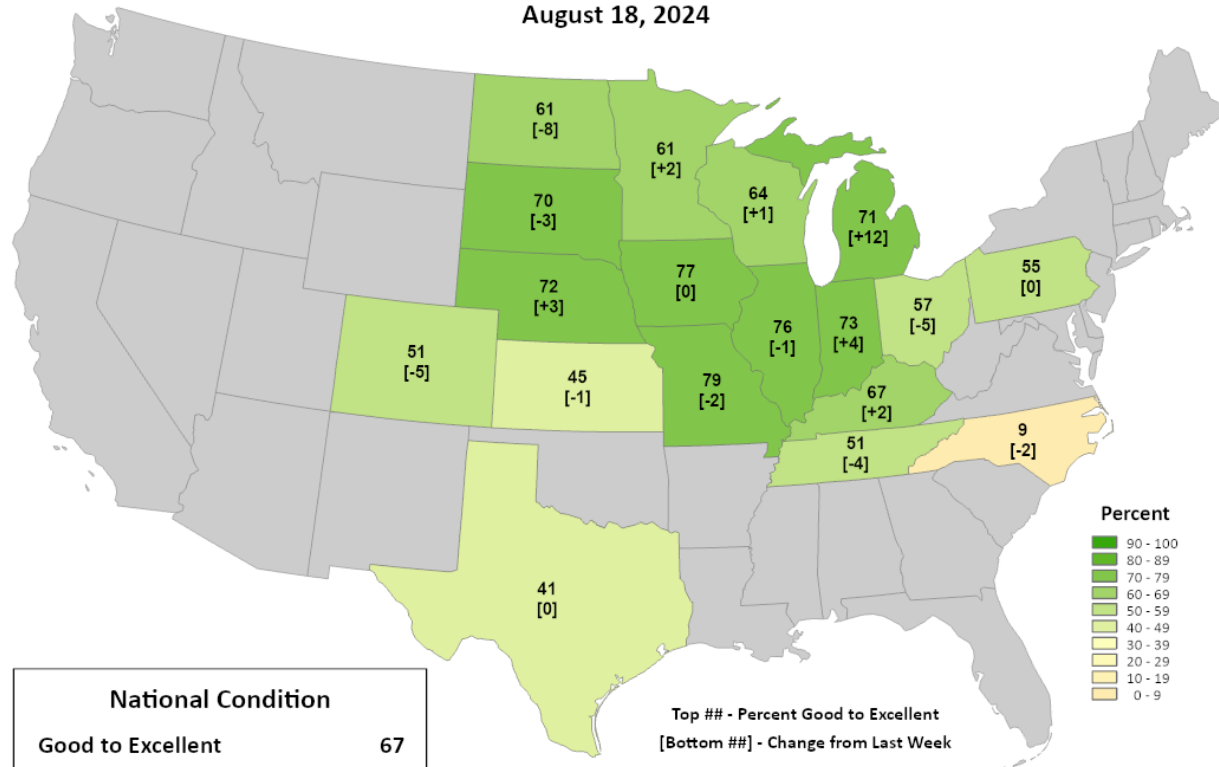 August 18, 2024
61
[-8]
61
[+2]
64
[+1]
71
[+12]
70
[-3]
72
[+3]
77
[0]
76
[-1]
73
[+4]
57
[-5]
55
[0]
51
[-5]
45
[-1]
79
[-2]
67
[+2]
51
[-4]
9
[-2]
41
[0]
Percent
90 - 100
80 - 89
70 - 79
60 - 69
50 - 59
40 - 49
30 - 39
20 - 29
10 - 19
0 - 9
National Condition
Good to Excellent 67
Top ## - Percent Good to Excellent
[Bottom ##] - Change from Last Week